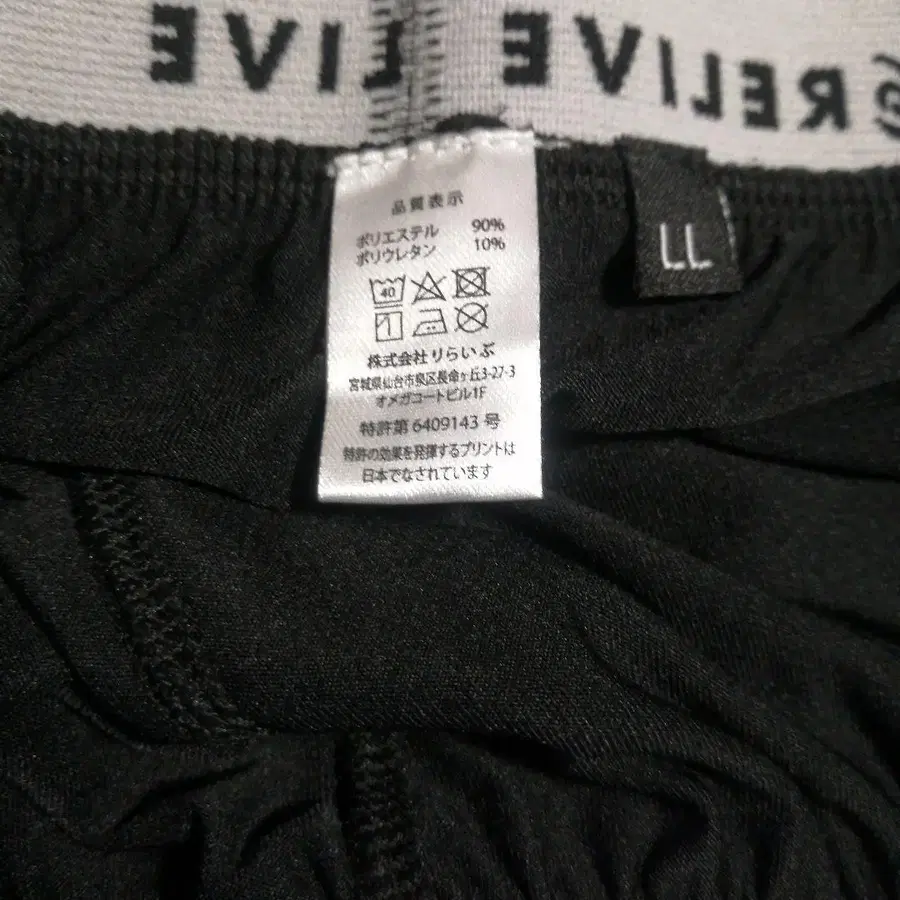 RELIVE
RELIVE
品質表示
ポリエステル 90%
ポリウレタン 10%
40
株式会社りらいぶ
宮城県仙台市泉区長命ヶ丘3-27-3
オメガコートビル1F
特許第 6409143 号
特許の効果を発揮するプリントは
日本でなされています
LL